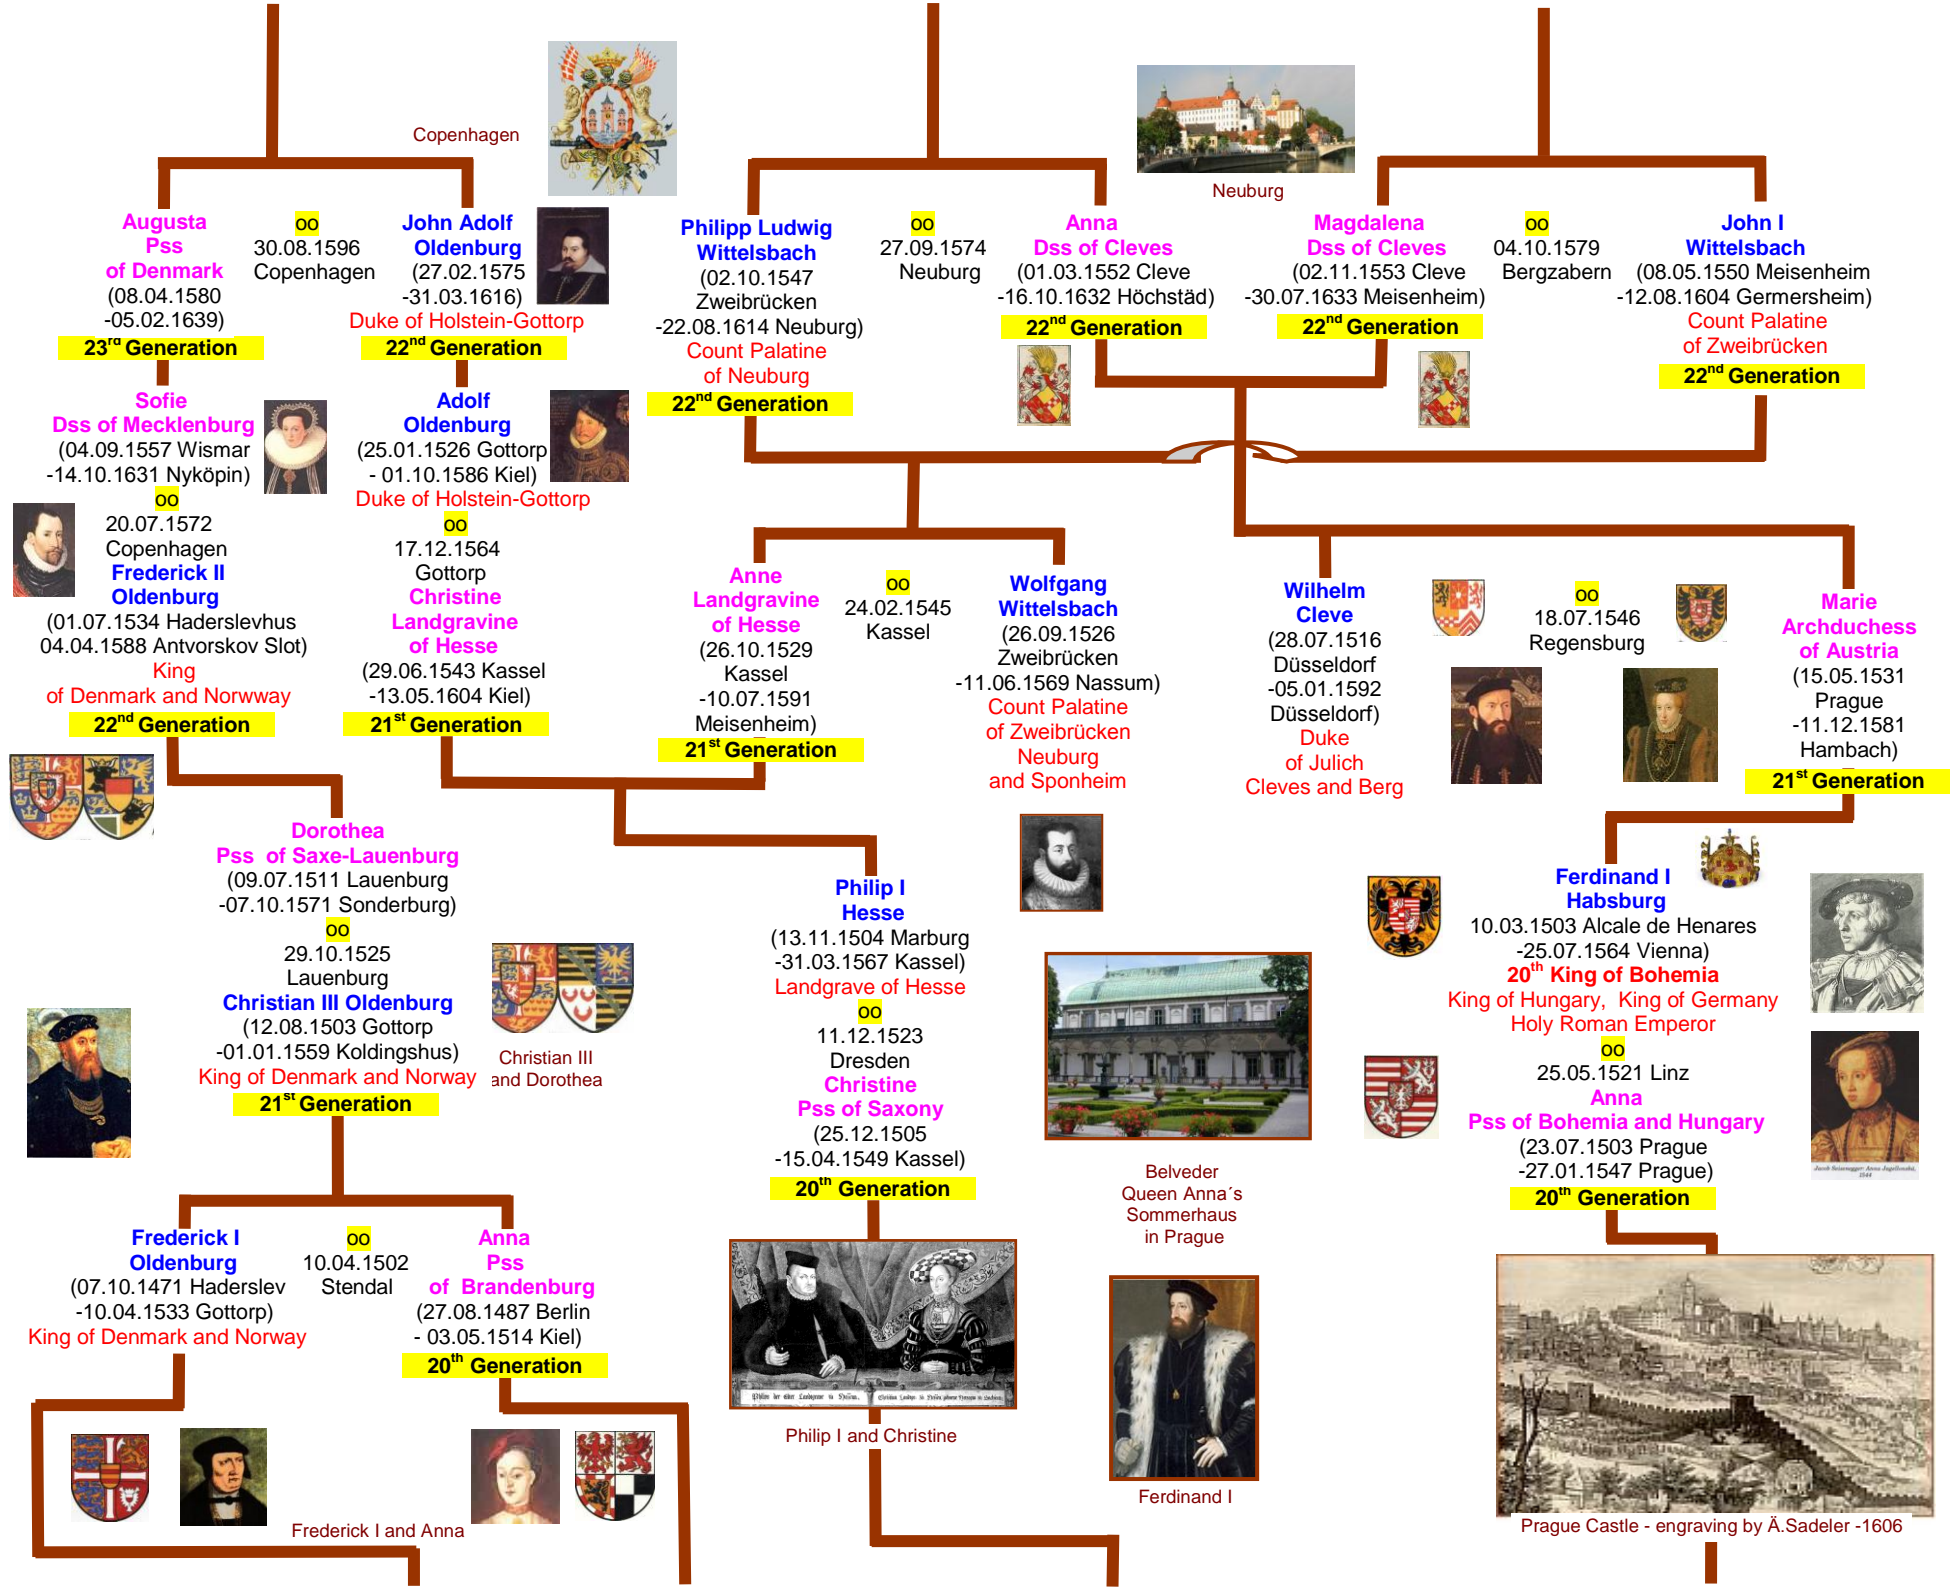 Copenhagen
Neuburg
Augusta
Pss
of Denmark
(08.04.1580
-05.02.1639)
23rd Generation
oo
30.08.1596
Copenhagen
John Adolf
Oldenburg
(27.02.1575
-31.03.1616)
Duke of Holstein-Gottorp
22nd Generation
Philipp Ludwig
Wittelsbach
(02.10.1547
Zweibrücken
-22.08.1614 Neuburg)
Count Palatine
of Neuburg
22nd Generation
oo
27.09.1574
Neuburg
Anna
Dss of Cleves
(01.03.1552 Cleve
-16.10.1632 Höchstäd)
22nd Generation
Magdalena
Dss of Cleves
(02.11.1553 Cleve
-30.07.1633 Meisenheim)
22nd Generation
oo
04.10.1579
Bergzabern
John I
Wittelsbach
(08.05.1550 Meisenheim
-12.08.1604 Germersheim)
Count Palatine
of Zweibrücken
22nd Generation
Sofie
Dss of Mecklenburg
(04.09.1557 Wismar
-14.10.1631 Nyköpin)
oo
20.07.1572
Copenhagen
Frederick II
Oldenburg
(01.07.1534 Haderslevhus
04.04.1588 Antvorskov Slot)
King
of Denmark and Norwway
22nd Generation
Adolf
Oldenburg
(25.01.1526 Gottorp
- 01.10.1586 Kiel)
Duke of Holstein-Gottorp
oo
17.12.1564
Gottorp
Christine
Landgravine
of Hesse
(29.06.1543 Kassel
-13.05.1604 Kiel)
21st Generation
Anne
Landgravine
of Hesse
(26.10.1529
Kassel
-10.07.1591
Meisenheim)
21st Generation
oo
24.02.1545
Kassel
Wolfgang
Wittelsbach
(26.09.1526
Zweibrücken
-11.06.1569 Nassum)
Count Palatine
of Zweibrücken
Neuburg
and Sponheim
Wilhelm
Cleve
(28.07.1516
Düsseldorf
-05.01.1592
Düsseldorf)
Duke
of Julich
Cleves and Berg
oo
18.07.1546
Regensburg
Marie
Archduchess
of Austria
(15.05.1531
Prague
-11.12.1581
Hambach)
21st Generation
Dorothea
Pss of Saxe-Lauenburg
(09.07.1511 Lauenburg
-07.10.1571 Sonderburg)
oo
29.10.1525
Lauenburg
Christian III Oldenburg
(12.08.1503 Gottorp
-01.01.1559 Koldingshus)
King of Denmark and Norway
21st Generation
Christian III
and Dorothea
Philip I
Hesse
(13.11.1504 Marburg
-31.03.1567 Kassel)
Landgrave of Hesse
oo
11.12.1523
Dresden
Christine
Pss of Saxony
(25.12.1505
-15.04.1549 Kassel)
20th Generation
Belveder
Queen Anna´s
Sommerhaus
in Prague
Ferdinand I
Habsburg
10.03.1503 Alcale de Henares
-25.07.1564 Vienna)
20th King of Bohemia
King of Hungary, King of Germany
Holy Roman Emperor
oo
25.05.1521 Linz
Anna
Pss of Bohemia and Hungary
(23.07.1503 Prague
-27.01.1547 Prague)
20th Generation
Jacob Seisenegger: Anna Jagellonská,
1544
Frederick I
Oldenburg
(07.10.1471 Haderslev
-10.04.1533 Gottorp)
King of Denmark and Norway
oo
10.04.1502
Stendal
Anna
Pss
of Brandenburg
(27.08.1487 Berlin
- 03.05.1514 Kiel)
20th Generation
Frederick I and Anna
Philip I and Christine
Ferdinand I
Prague Castle - engraving by Ä.Sadeler -1606